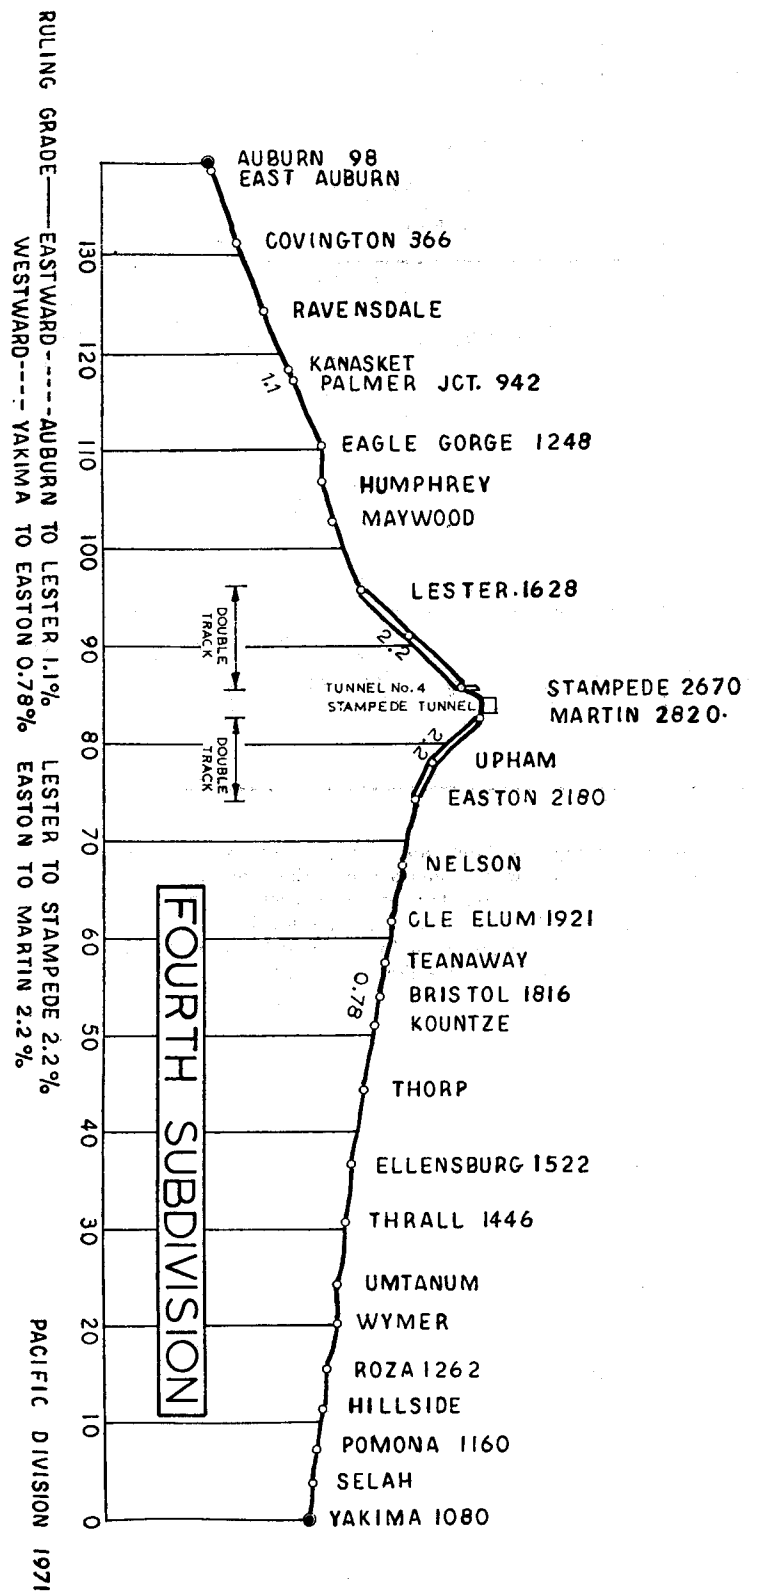 RULING GRADE——EASTWARD-----AUBURN TO LESTER 1.1% LESTER TO STAMPEDE 2.2%
WESTWARD---- YAKIMA TO EASTON 0.78% EASTON TO MARTIN 2.2%
AUBURN 98
EAST AUBURN
COVINGTON 366
130
RAVENSDALE
120
KANASKET
PALMER JCT. 942
1.1
EAGLE GORGE 1248
110
HUMPHREY
MAYWOOD
100
LESTER.1628
DOUBLE
TRACK
90
2.2
TUNNEL No. 4
STAMPEDE TUNNEL
STAMPEDE 2670
MARTIN 2820.
80
2.2
DOUBLE
TRACK
UPHAM
EASTON 2180
70
NELSON
CLE ELUM 1921
60
TEANAWAY
0.78
BRISTOL 1816
KOUNTZE
50
THORP
40
ELLENSBURG 1522
THRALL 1446
30
UMTANUM
WYMER
20
ROZA 1262
HILLSIDE
10
POMONA 1160
SELAH
YAKIMA 1080
0
FOURTH SUBDIVISION
PACIFIC DIVISION 1971